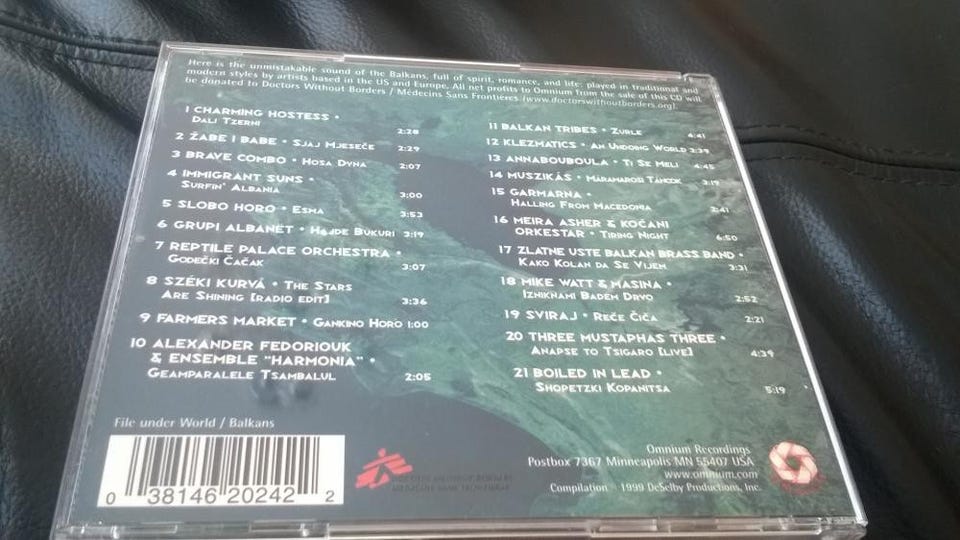 Here is the unmistakable sound of the Balkans, full of spirit, romance, and life: played in traditional and
modern styles by artists based in the US and Europe. All net profits to Omnium from the sale of this CD will
be donated to Doctors Without Borders / Médecins Sans Frontières (www.doctorswithoutborders.org).
1 CHARMING HOSTESS •
DALI TZERNI 2:28
2 ŽABE I BABE • SJAJ MJESEČE 2:29
3 BRAVE COMBO • HOSA DYNA 2:07
4 IMMIGRANT SUNS •
SURFIN' ALBANIA 3:00
5 SLOBO HORO • ESMA 3:53
6 GRUPI ALBANET • HAJDE BUKURI 3:19
7 REPTILE PALACE ORCHESTRA •
GODEČKI ČAČAK 3:07
8 SZÉKI KURVÁ • THE STARS
ARE SHINING [RADIO EDIT] 3:36
9 FARMERS MARKET • GANKINO HORO 1:00
10 ALEXANDER FEDORIOUK
& ENSEMBLE "HARMONIA" •
GEAMPARALELE TSAMBALUL 2:05
11 BALKAN TRIBES • ZURLE 4:41
12 KLEZMATICS • AN UNDOING WORLD 3:39
13 ANNABOUBOULA • TI SE MELI 4:45
14 MUSZIKÁS • MÁRAMAROSI TÁNCOK 3:19
15 GARMARNA •
HALLING FROM MACEDONIA 2:41
16 MEIRA ASHER & KOČANI
ORKESTAR • TIRING NIGHT 6:50
17 ZLATNE USTE BALKAN BRASS BAND •
KAKO KOLAN DA SE VIJEM 3:31
18 MIKE WATT & MASINA •
IZNIKNAMI BADEM DRVO 2:52
19 SVIRAJ • REČE ČIČA 2:21
20 THREE MUSTAPHAS THREE •
ANAPSE TO TSIGARO [LIVE] 4:39
21 BOILED IN LEAD •
SHOPETZKI KOPANITSA 5:19
File under World / Balkans
0 38146 20242 2
Omnium Recordings
Postbox 7367 Minneapolis MN 55407 USA
www.omnium.com
Compilation • 1999 DeSelby Productions, Inc.